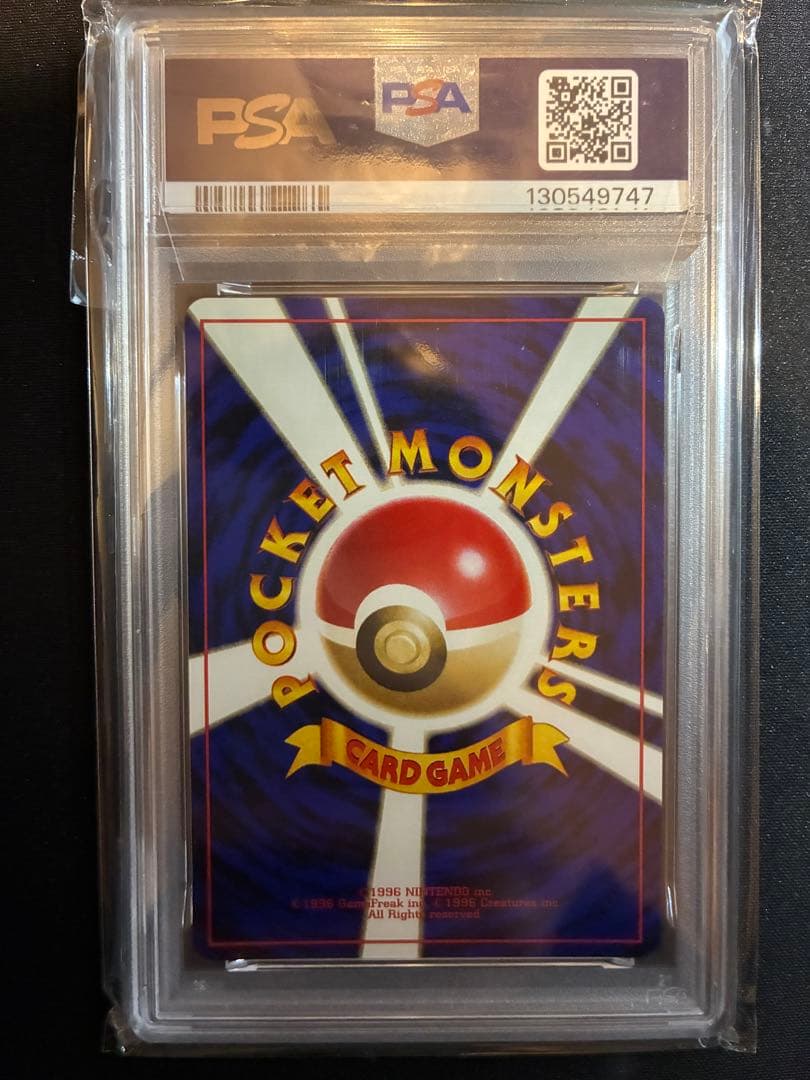 PSA
PSA
130549747
POCKET MONSTERS
CARD GAME
©1996 NINTENDO inc.
©1996 GameFreak inc. ©1996 Creatures inc.
All Rights reserved